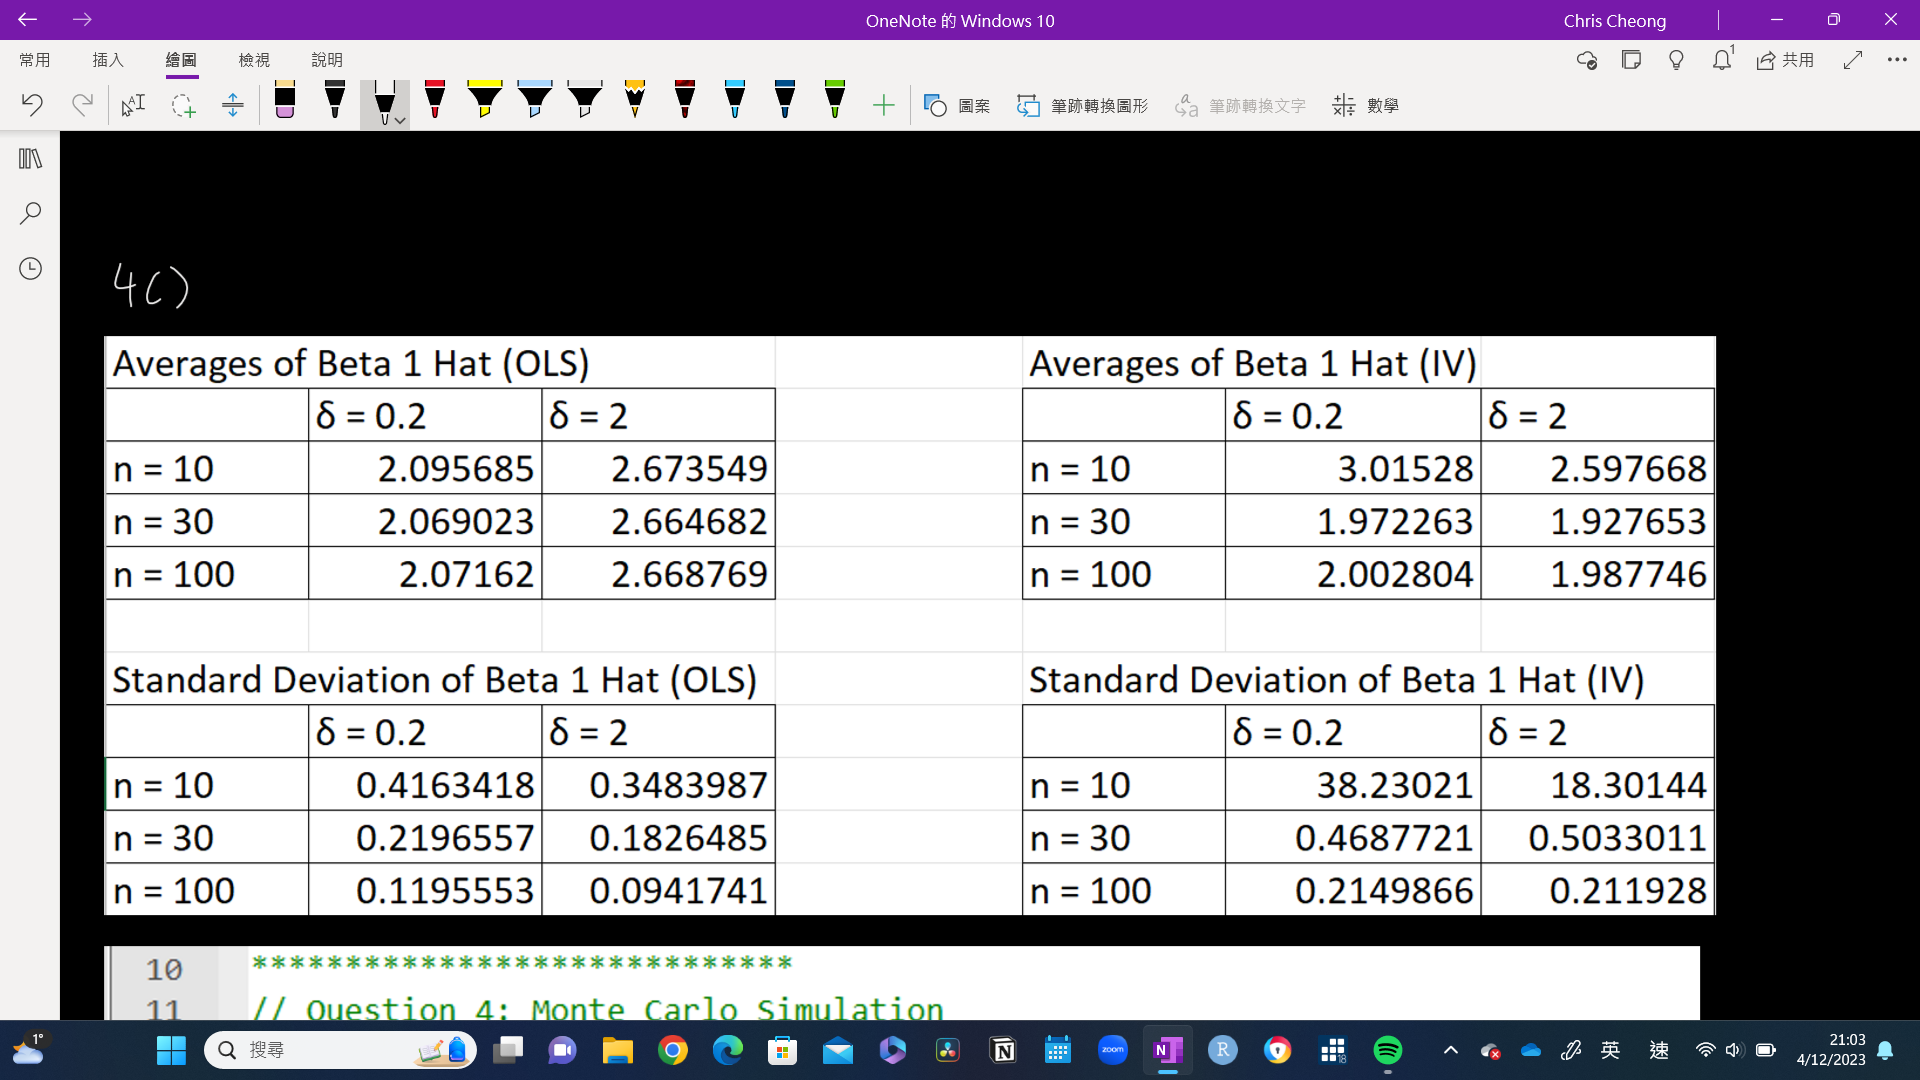 OneNote 的 Windows 10
Chris Cheong
常用 插入 繪圖 檢視 說明
1
共用
圖案 筆跡轉換圖形 筆跡轉換文字 數學
4()
Averages of Beta 1 Hat (OLS)
δ = 0.2 δ = 2
n = 10 2.095685 2.673549
n = 30 2.069023 2.664682
n = 100 2.07162 2.668769
Averages of Beta 1 Hat (IV)
δ = 0.2 δ = 2
n = 10 3.01528 2.597668
n = 30 1.972263 1.927653
n = 100 2.002804 1.987746
Standard Deviation of Beta 1 Hat (OLS)
δ = 0.2 δ = 2
n = 10 0.4163418 0.3483987
n = 30 0.2196557 0.1826485
n = 100 0.1195553 0.0941741
Standard Deviation of Beta 1 Hat (IV)
δ = 0.2 δ = 2
n = 10 38.23021 18.30144
n = 30 0.4687721 0.5033011
n = 100 0.2149866 0.211928
10 *****************************
11 // Question 4: Monte Carlo Simulation
1°
搜尋
zoom
18
英 速
21:03
4/12/2023